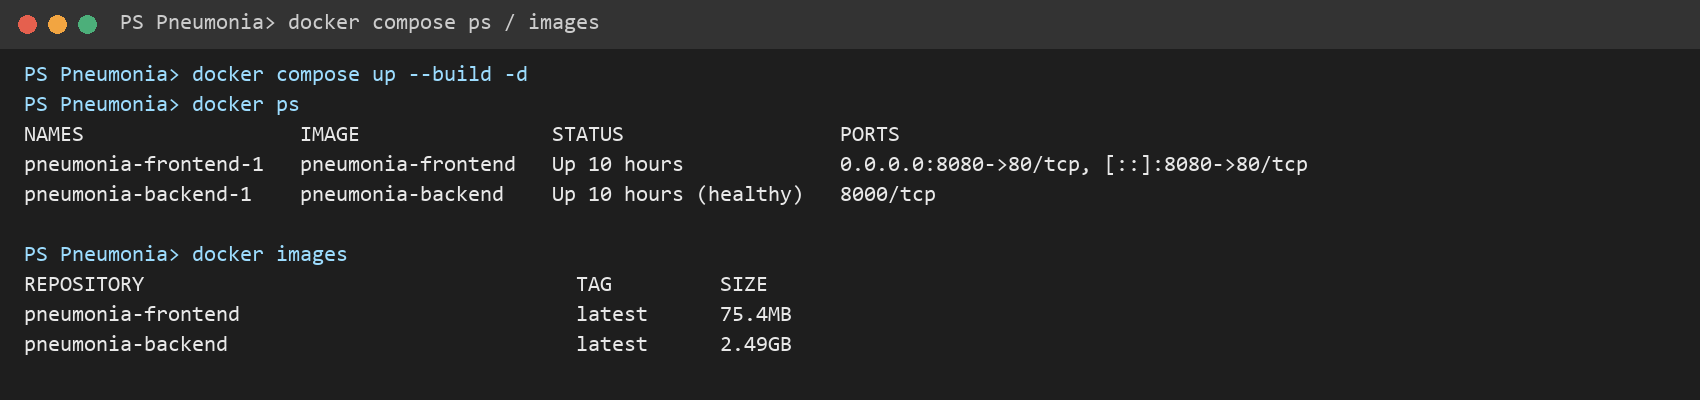 PS Pneumonia> docker compose ps / images
PS Pneumonia> docker compose up --build -d
PS Pneumonia> docker ps
NAMES IMAGE STATUS PORTS
pneumonia-frontend-1 pneumonia-frontend Up 10 hours 0.0.0.0:8080->80/tcp, [::]:8080->80/tcp
pneumonia-backend-1 pneumonia-backend Up 10 hours (healthy) 8000/tcp
PS Pneumonia> docker images
REPOSITORY TAG SIZE
pneumonia-frontend latest 75.4MB
pneumonia-backend latest 2.49GB